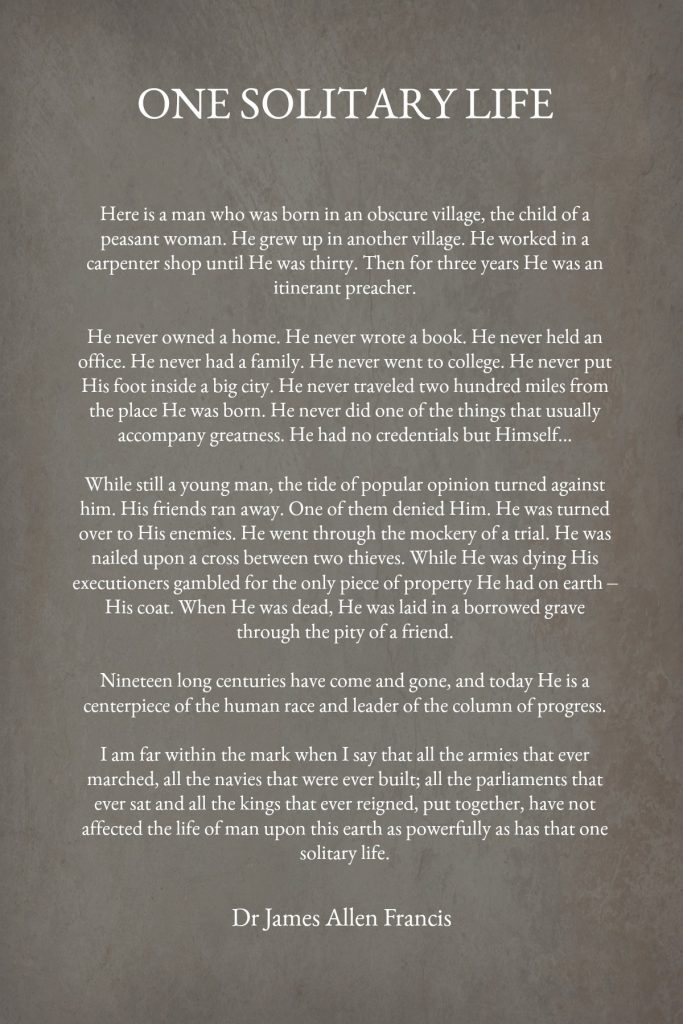 ONE SOLITARY LIFE
Here is a man who was born in an obscure village, the child of a
peasant woman. He grew up in another village. He worked in a
carpenter shop until He was thirty. Then for three years He was an
itinerant preacher.
He never owned a home. He never wrote a book. He never held an
office. He never had a family. He never went to college. He never put
His foot inside a big city. He never traveled two hundred miles from
the place He was born. He never did one of the things that usually
accompany greatness. He had no credentials but Himself...
While still a young man, the tide of popular opinion turned against
him. His friends ran away. One of them denied Him. He was turned
over to His enemies. He went through the mockery of a trial. He was
nailed upon a cross between two thieves. While He was dying His
executioners gambled for the only piece of property He had on earth –
His coat. When He was dead, He was laid in a borrowed grave
through the pity of a friend.
Nineteen long centuries have come and gone, and today He is a
centerpiece of the human race and leader of the column of progress.
I am far within the mark when I say that all the armies that ever
marched, all the navies that were ever built; all the parliaments that
ever sat and all the kings that ever reigned, put together, have not
affected the life of man upon this earth as powerfully as has that one
solitary life.
Dr James Allen Francis